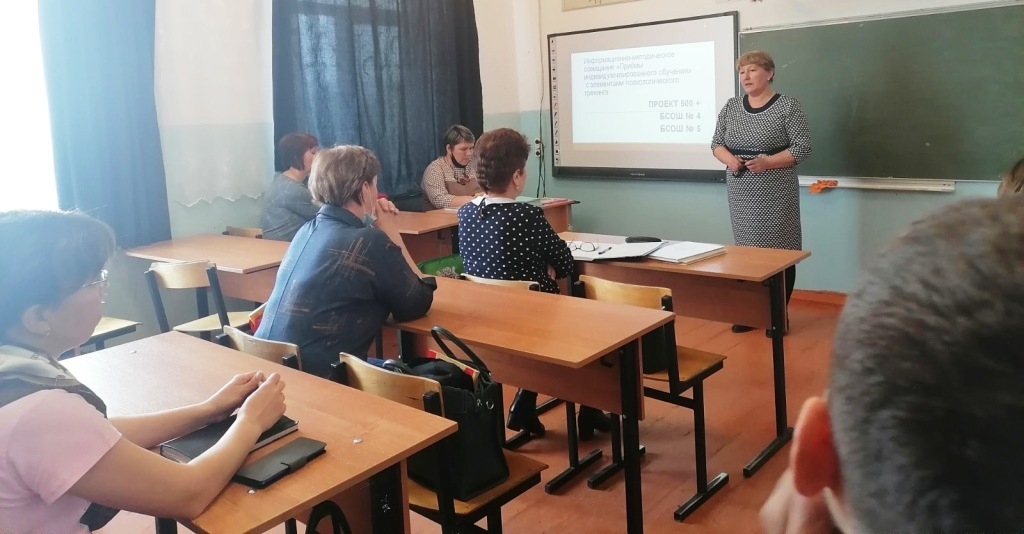 Информационно-методическое
совещание «Приемы
индивидуализированного обучения»
с элементами психологического
тренинга
ПРОЕКТ 500 +
БСОШ № 4
БСОШ № 5